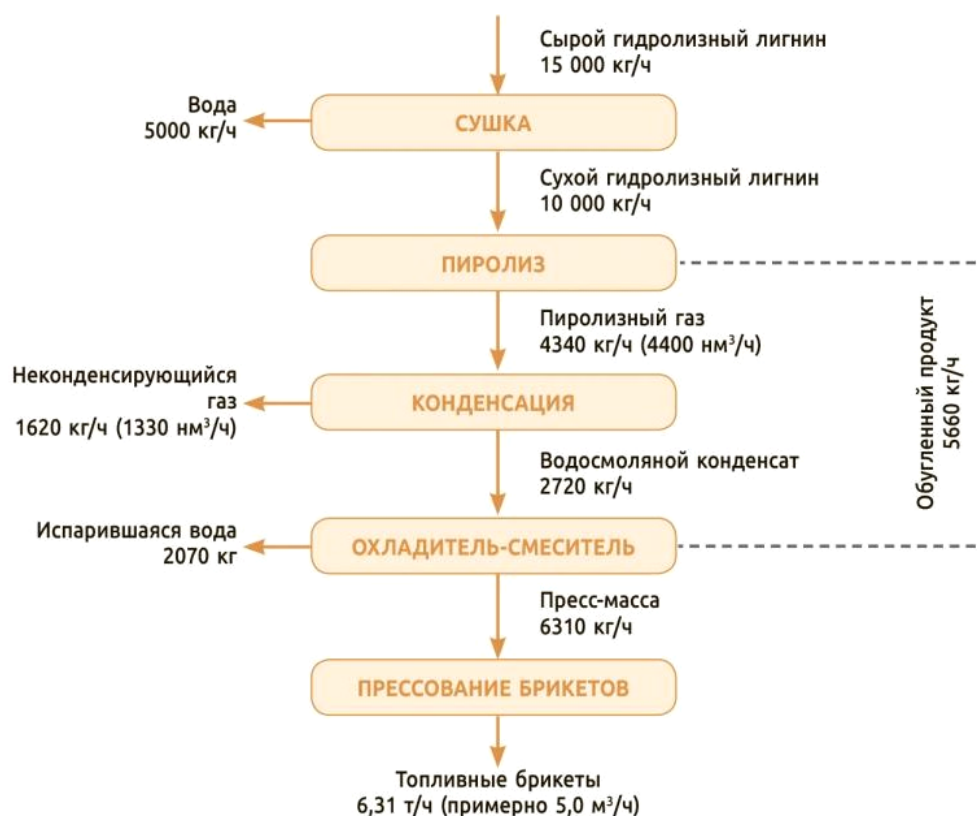 Сырой гидролизный лигнин
15 000 кг/ч
Вода
5000 кг/ч
СУШКА
Сухой гидролизный лигнин
10 000 кг/ч
ПИРОЛИЗ
Пиролизный газ
4340 кг/ч (4400 нм³/ч)
Обугленный продукт
5660 кг/ч
Неконденсирующийся
газ
1620 кг/ч (1330 нм³/ч)
КОНДЕНСАЦИЯ
Водосмоляной конденсат
2720 кг/ч
Испарившаяся вода
2070 кг
ОХЛАДИТЕЛЬ-СМЕСИТЕЛЬ
Пресс-масса
6310 кг/ч
ПРЕССОВАНИЕ БРИКЕТОВ
Топливные брикеты
6,31 т/ч (примерно 5,0 м³/ч)